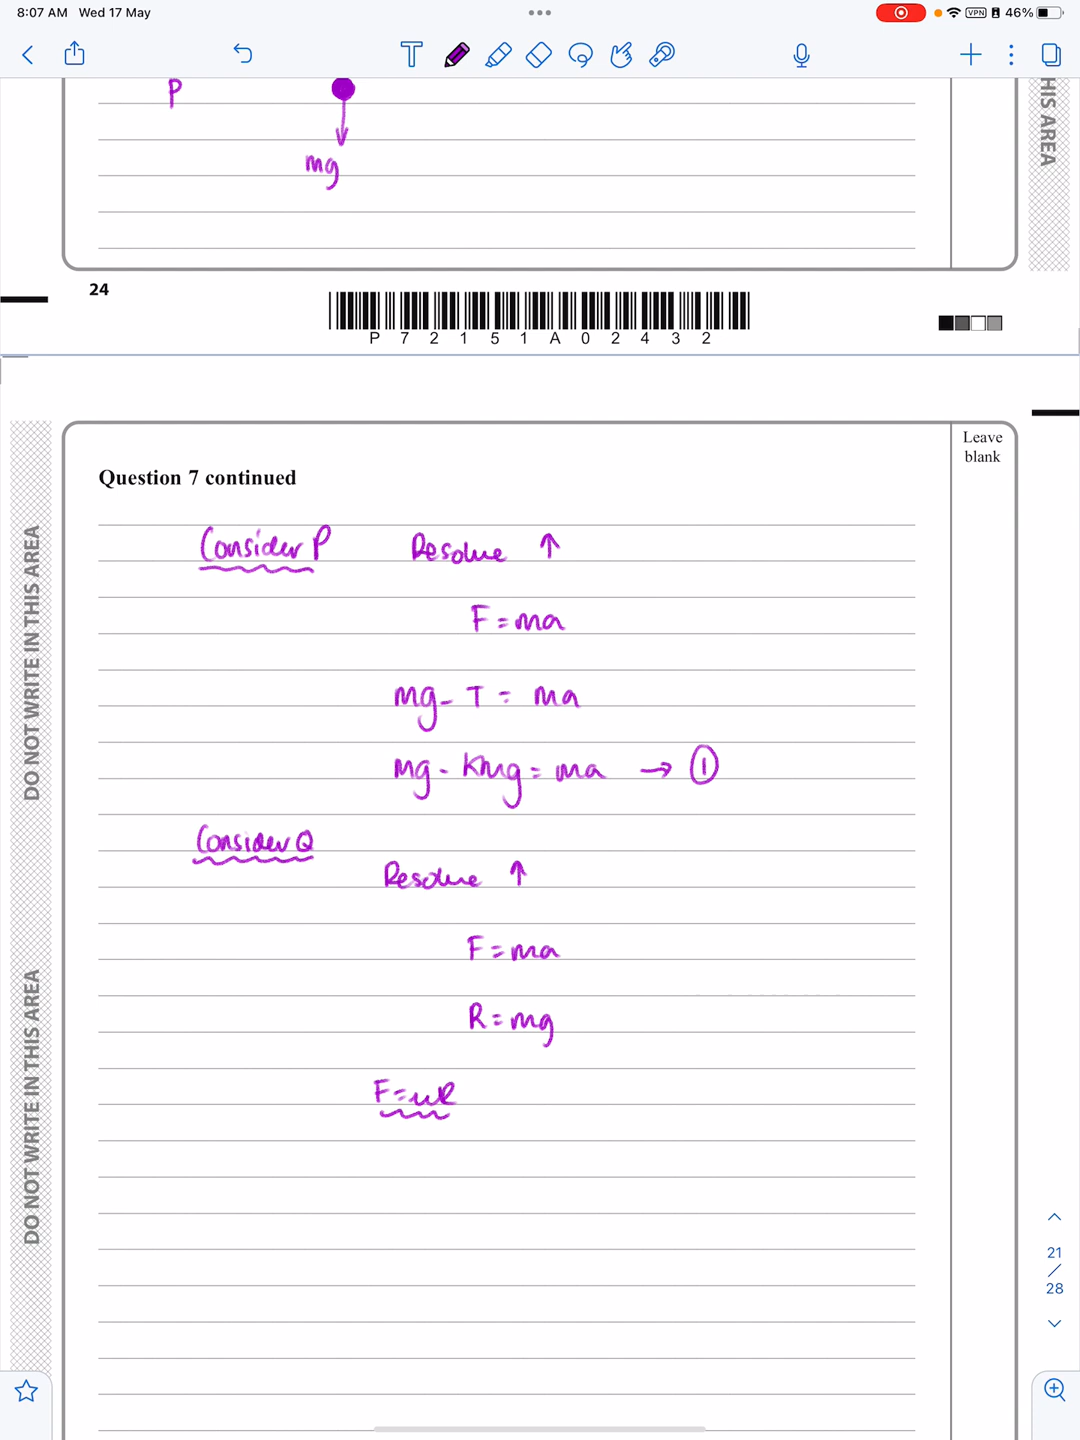 8:07 AM Wed 17 May
VPN 46%
T
P
mg
HIS AREA
24
P 7 2 1 5 1 A 0 2 4 3 2
Leave
blank
Question 7 continued
DO NOT WRITE IN THIS AREA
DO NOT WRITE IN THIS AREA
Consider P Resolve ↑
F = ma
mg - T = ma
mg - kmg = ma → ①
Consider Q
Resolve ↑
F = ma
R = mg
F = μR
21
/
28